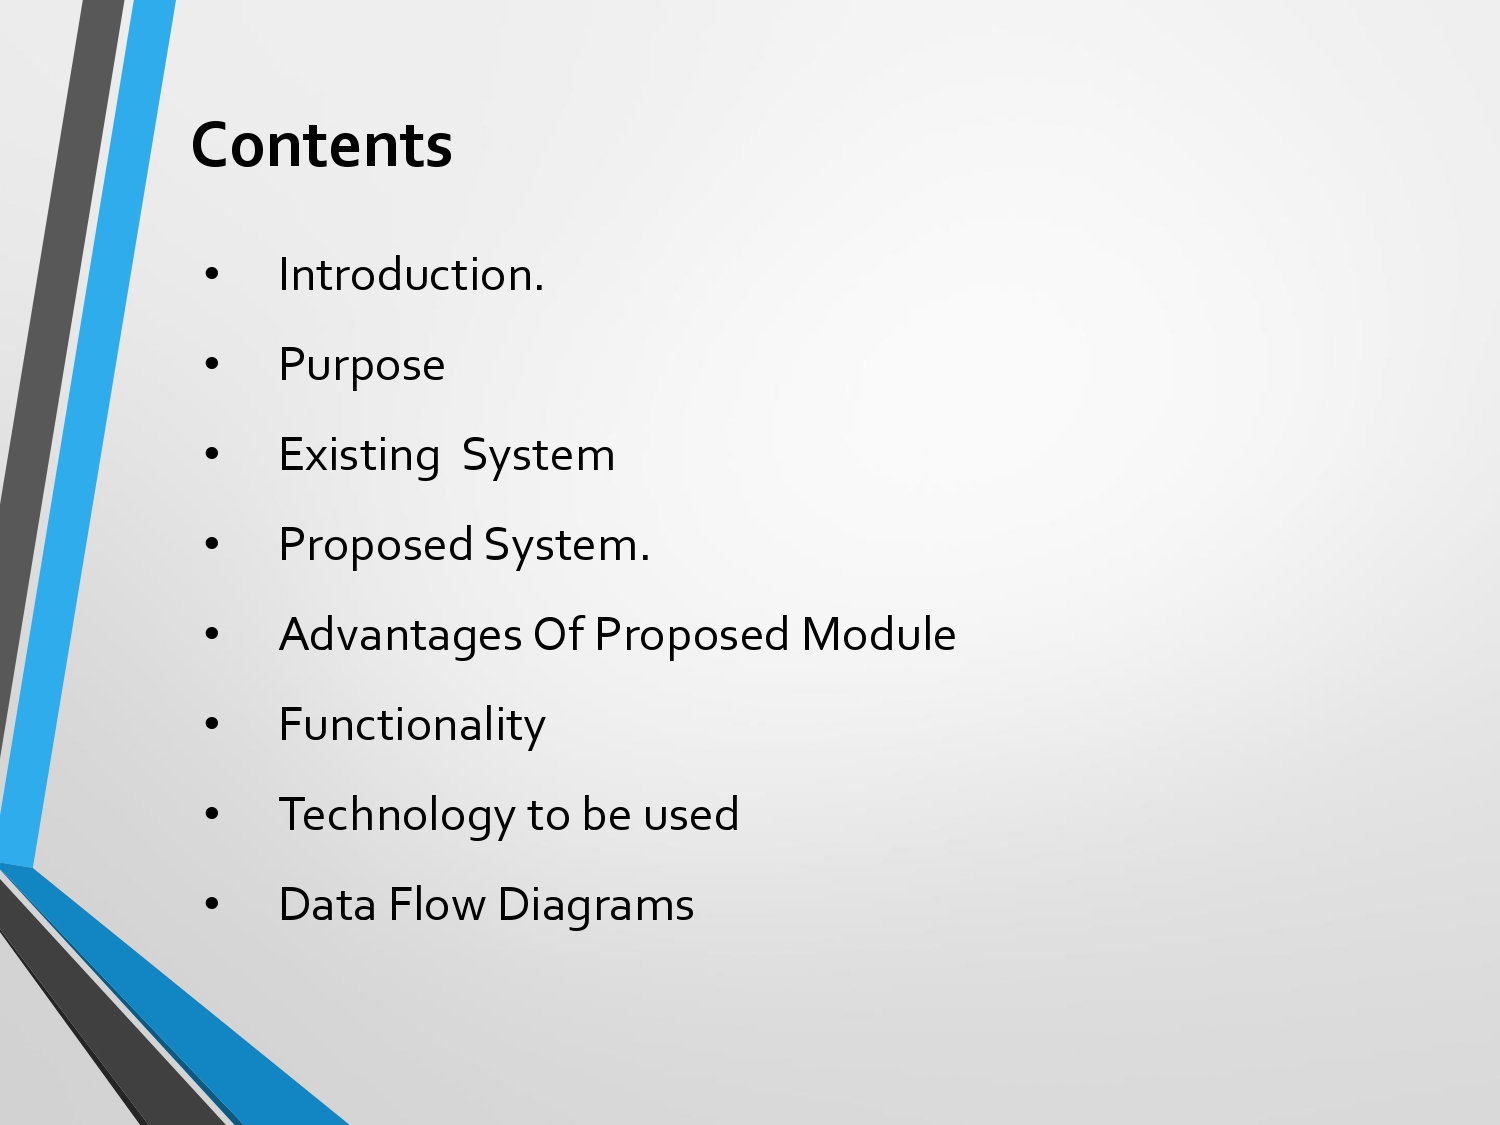 Contents
• Introduction.
• Purpose
• Existing  System
• Proposed System.
• Advantages Of Proposed Module
• Functionality
• Technology to be used
• Data Flow Diagrams